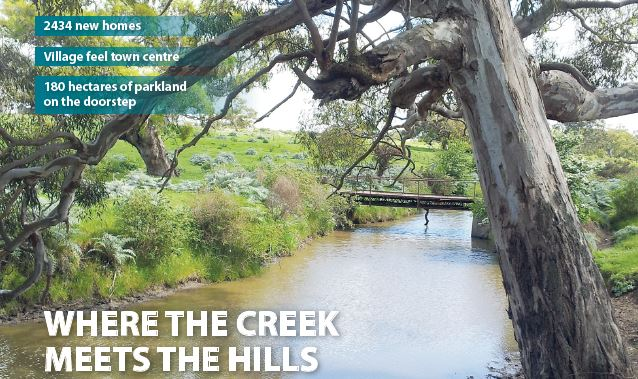 2434 new homes
Village feel town centre
180 hectares of parkland
on the doorstep
WHERE THE CREEK
MEETS THE HILLS